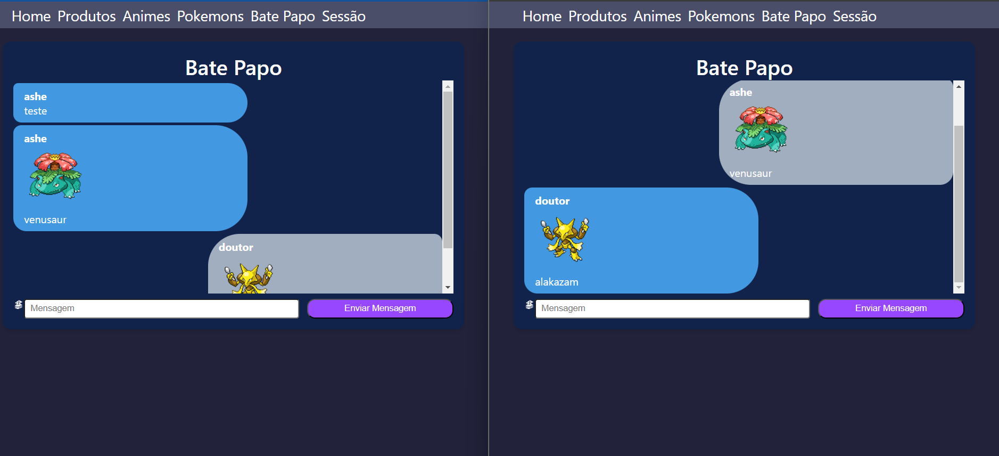 Home Produtos Animes Pokemons Bate Papo Sessão
Bate Papo
ashe
teste
ashe
venusaur
doutor
Mensagem
Enviar Mensagem
Home Produtos Animes Pokemons Bate Papo Sessão
Bate Papo
ashe
venusaur
doutor
alakazam
Mensagem
Enviar Mensagem